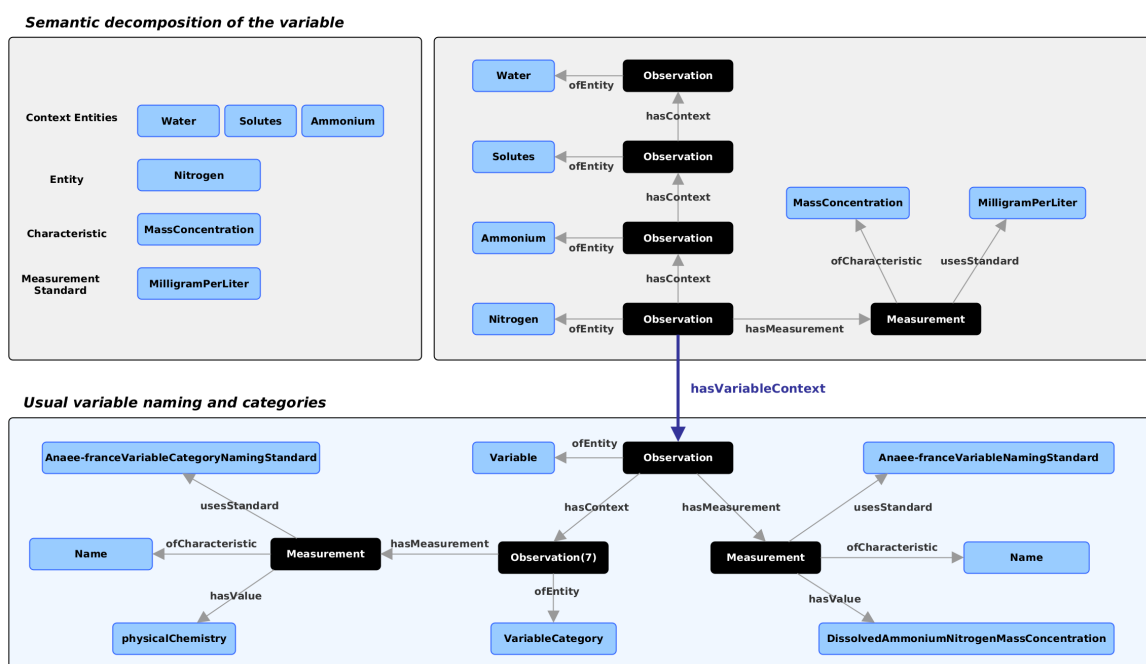 Semantic decomposition of the variable
Context Entities
Water
Solutes
Ammonium
Entity
Nitrogen
Characteristic
MassConcentration
Measurement
Standard
MilligramPerLiter
Water
ofEntity
Observation
hasContext
Solutes
ofEntity
Observation
hasContext
MassConcentration
MilligramPerLiter
Ammonium
ofEntity
Observation
ofCharacteristic
usesStandard
hasContext
Nitrogen
ofEntity
Observation
hasMeasurement
Measurement
hasVariableContext
Usual variable naming and categories
Anaee-franceVariableCategoryNamingStandard
Variable
ofEntity
Observation
Anaee-franceVariableNamingStandard
usesStandard
hasContext
hasMeasurement
usesStandard
Name
ofCharacteristic
Measurement
hasMeasurement
Observation(7)
Measurement
ofCharacteristic
Name
hasValue
ofEntity
hasValue
physicalChemistry
VariableCategory
DissolvedAmmoniumNitrogenMassConcentration